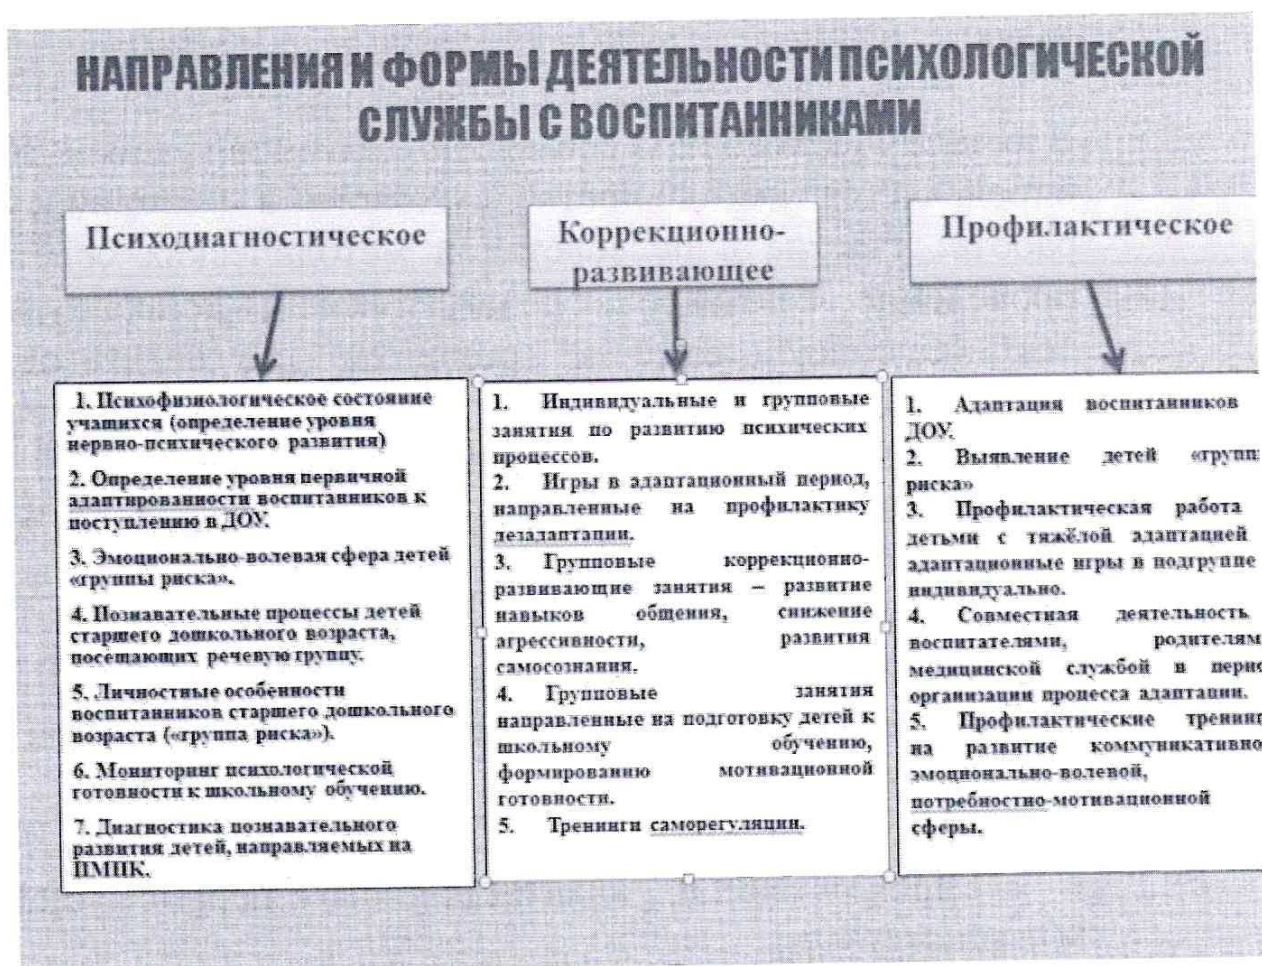 НАПРАВЛЕНИЯ И ФОРМЫ ДЕЯТЕЛЬНОСТИ ПСИХОЛОГИЧЕСКОЙ
СЛУЖБЫ С ВОСПИТАННИКАМИ
Психодиагностическое
1. Психофизиологическое состояние
учащихся (определение уровня
нервно-психического развития)
2. Определение уровня первичной
адаптированности воспитанников к
поступлению в ДОУ.
3. Эмоционально-волевая сфера детей
«группы риска».
4. Познавательные процессы детей
старшего дошкольного возраста,
посещающих речевую группу.
5. Личностные особенности
воспитанников старшего дошкольного
возраста («группа риска»).
6. Мониторинг психологической
готовности к школьному обучению.
7. Диагностика познавательного
развития детей, направляемых на
ПМПК.
Коррекционно-
развивающее
1. Индивидуальные и групповые
занятия по развитию психических
процессов.
2. Игры в адаптационный период,
направленные на профилактику
дезадаптации.
3. Групповые коррекционно-
развивающие занятия – развитие
навыков общения, снижение
агрессивности, развития
самосознания.
4. Групповые занятия
направленные на подготовку детей к
школьному обучению,
формированию мотивационной
готовности.
5. Тренинги саморегуляции.
Профилактическое
1. Адаптация воспитанников
ДОУ.
2. Выявление детей «групп
риска»
3. Профилактическая работа
детьми с тяжёлой адаптацией
адаптационные игры в подгруппе
индивидуально.
4. Совместная деятельность
воспитателями, родителям
медицинской службой в перио
организации процесса адаптации.
5. Профилактические тренинг
на развитие коммуникативно
эмоционально-волевой,
потребностно-мотивационной
сферы.